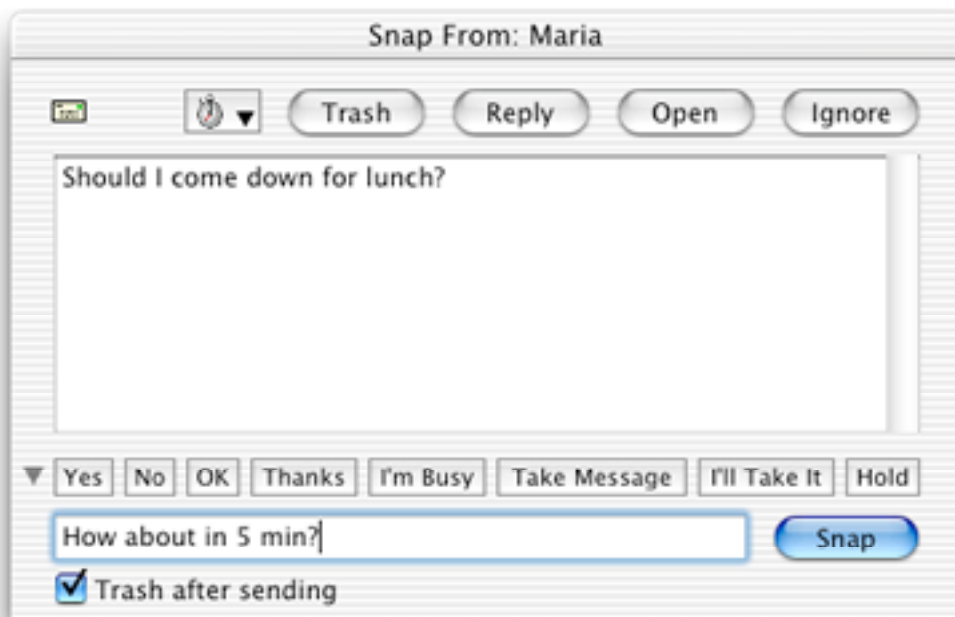 Snap From: Maria
Trash Reply Open Ignore
Should I come down for lunch?
Yes No OK Thanks I'm Busy Take Message I'll Take It Hold
How about in 5 min? Snap
Trash after sending